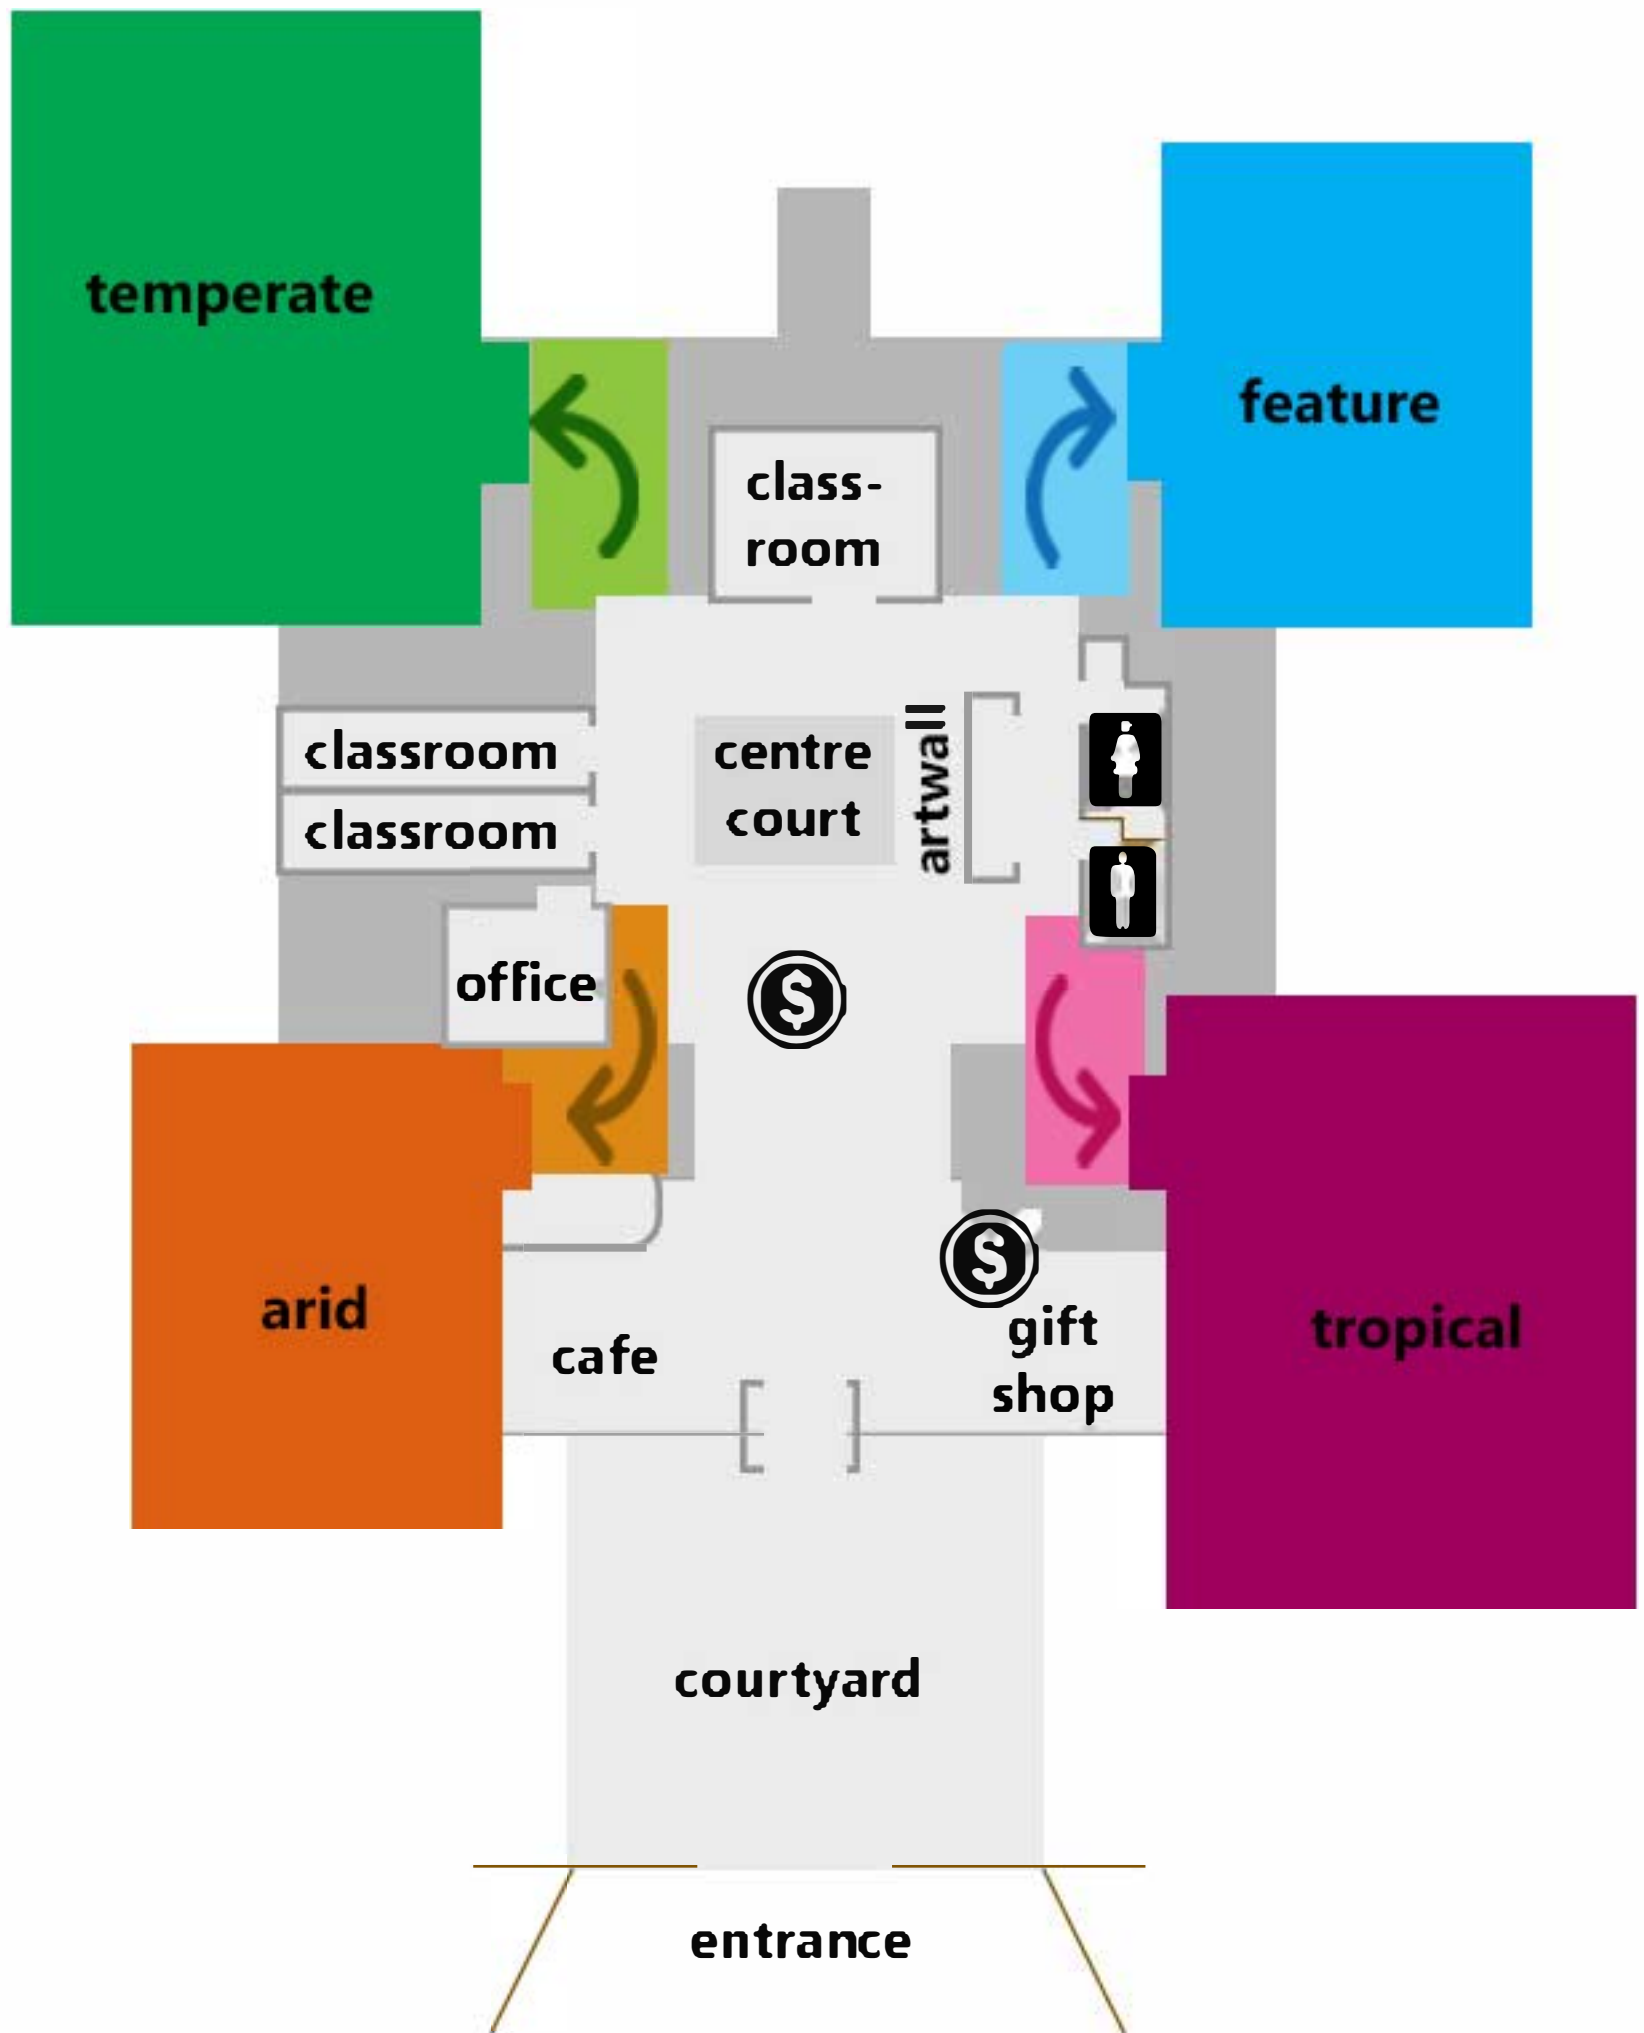 temperate
feature
class-
room
classroom
classroom
centre
court
artwall
office
$
$
arid
cafe
gift
shop
tropical
courtyard
entrance